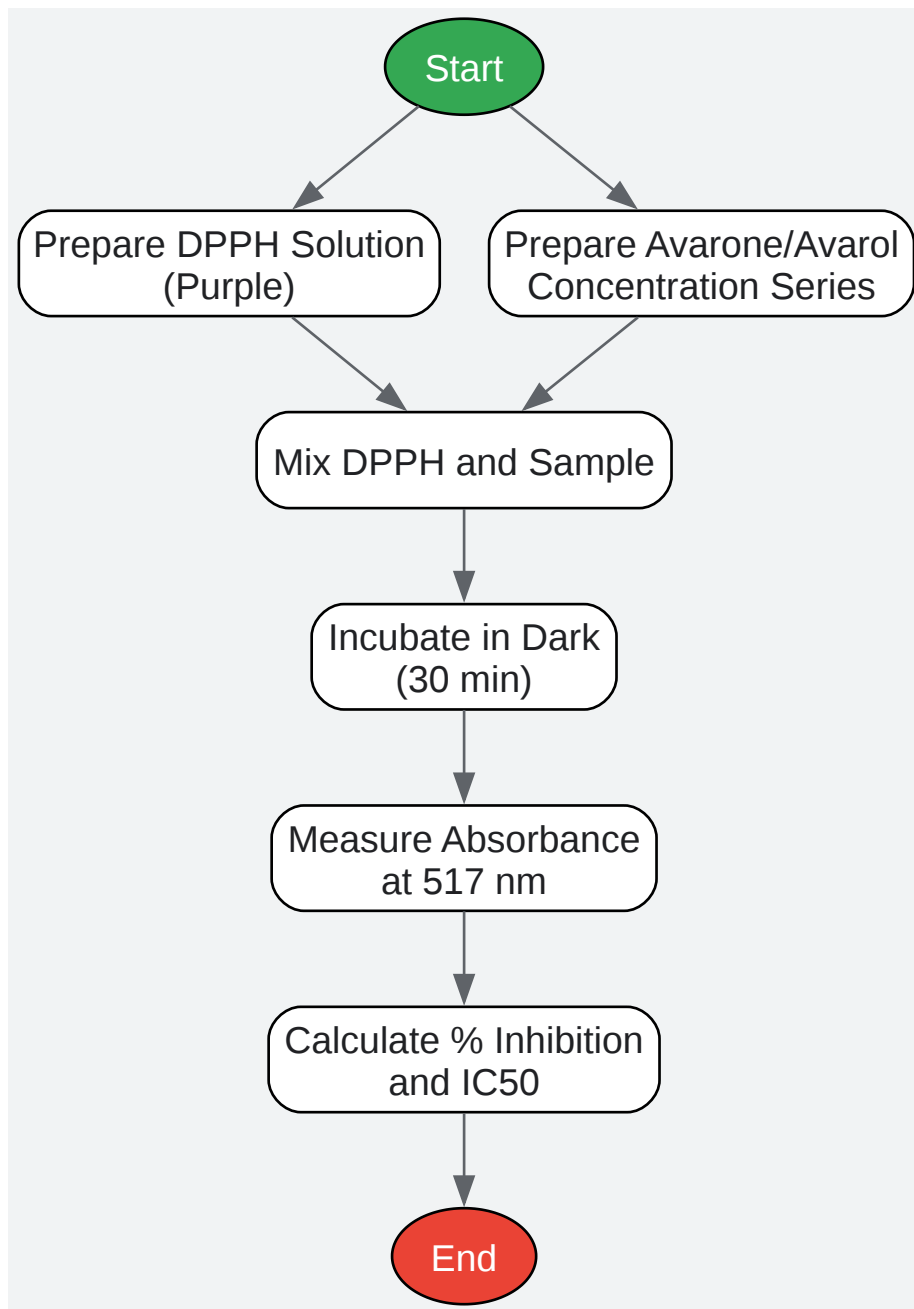 Start
Prepare DPPH Solution
(Purple)
Prepare Avarone/Avarol
Concentration Series
Mix DPPH and Sample
Incubate in Dark
(30 min)
Measure Absorbance
at 517 nm
Calculate % Inhibition
and IC50
End